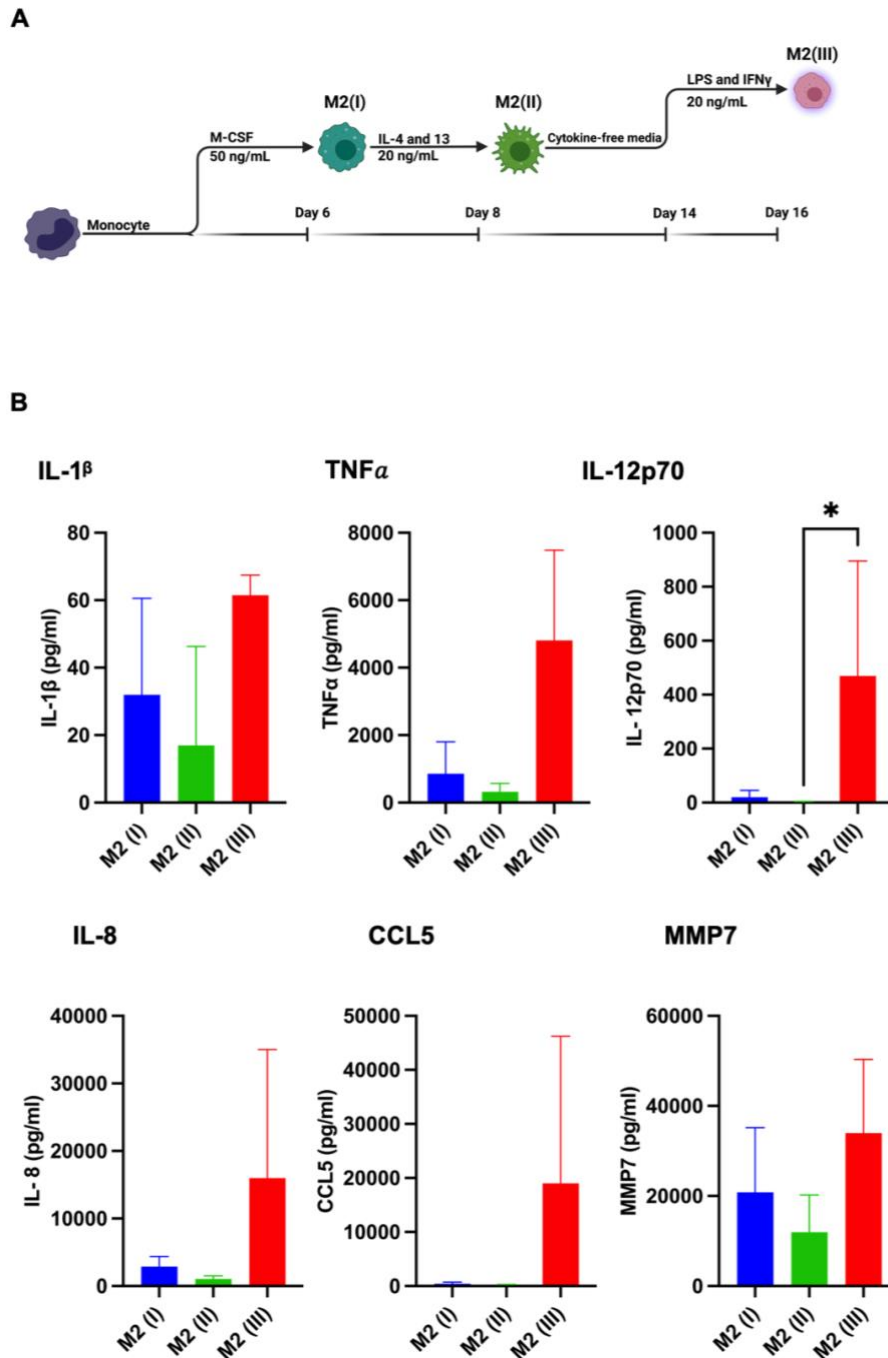 A
M2(III)
LPS and IFNγ
20 ng/mL
M2(I)
M2(II)
M-CSF
50 ng/mL
IL-4 and 13
20 ng/mL
Cytokine-free media
Monocyte
Day 6
Day 8
Day 14
Day 16
B
IL-1β
TNFα
IL-12p70
80
60
40
20
0
IL-1β (pg/ml)
M2 (I)
M2 (II)
M2 (III)
8000
6000
4000
2000
0
TNFα (pg/ml)
M2 (I)
M2 (II)
M2 (III)
*
1000
800
600
400
200
0
IL- 12p70 (pg/ml)
M2 (I)
M2 (II)
M2 (III)
IL-8
CCL5
MMP7
40000
30000
20000
10000
0
IL- 8 (pg/ml)
M2 (I)
M2 (II)
M2 (III)
50000
40000
30000
20000
10000
0
CCL5 (pg/ml)
M2 (I)
M2 (II)
M2 (III)
60000
40000
20000
0
MMP7 (pg/ml)
M2 (I)
M2 (II)
M2 (III)